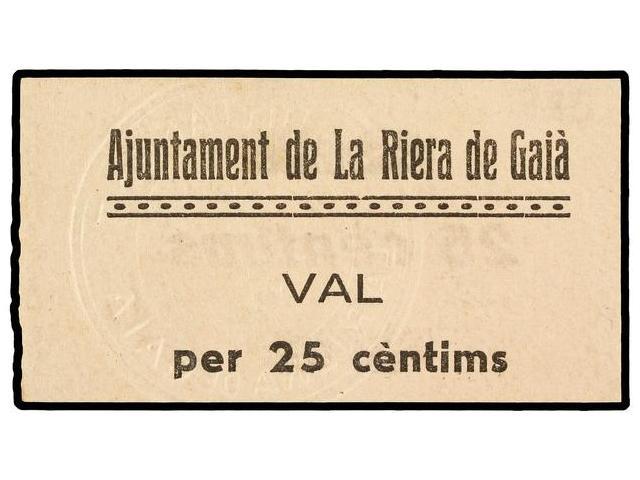 Ajuntament de La Riera de Gaià
VAL
per 25 cèntims